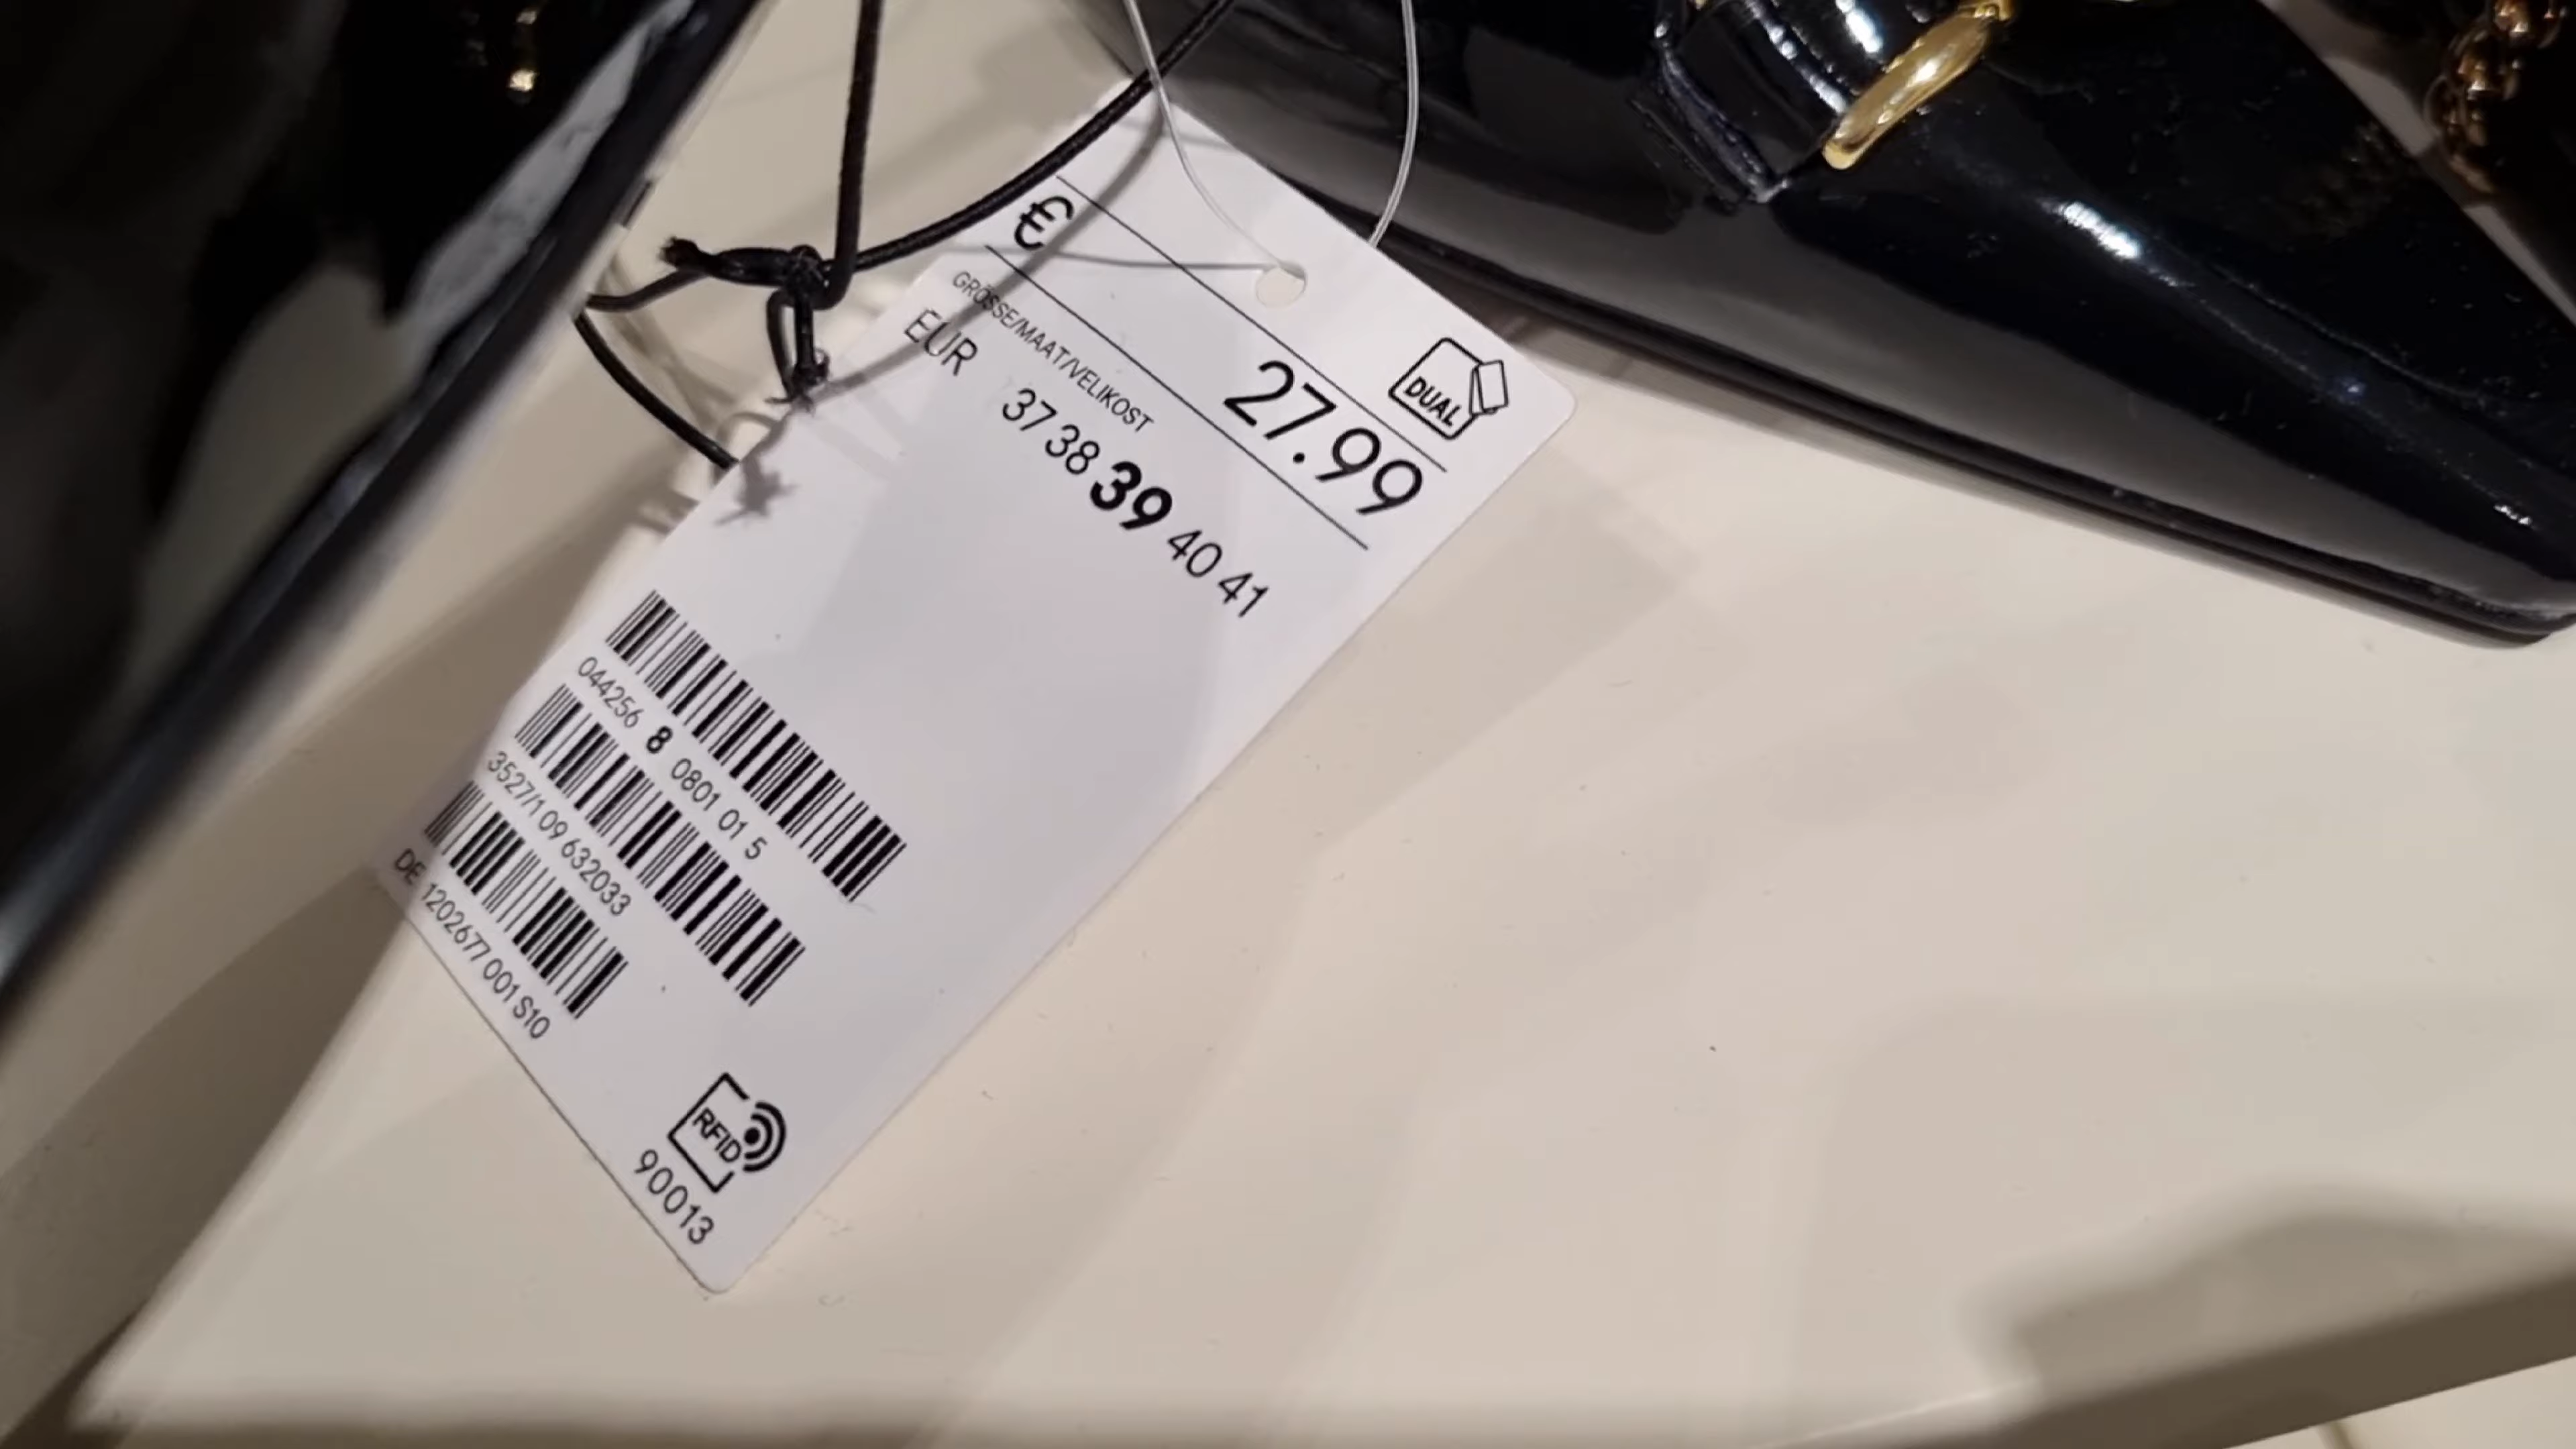 DUAL
€ 27.99
GRÖSSE/MAAT/VELIKOST
EUR 37 38 39 40 41
044256 8 0801 01 5
3527/1 09 632033
DE 1202677 001 S10
RFID
90013